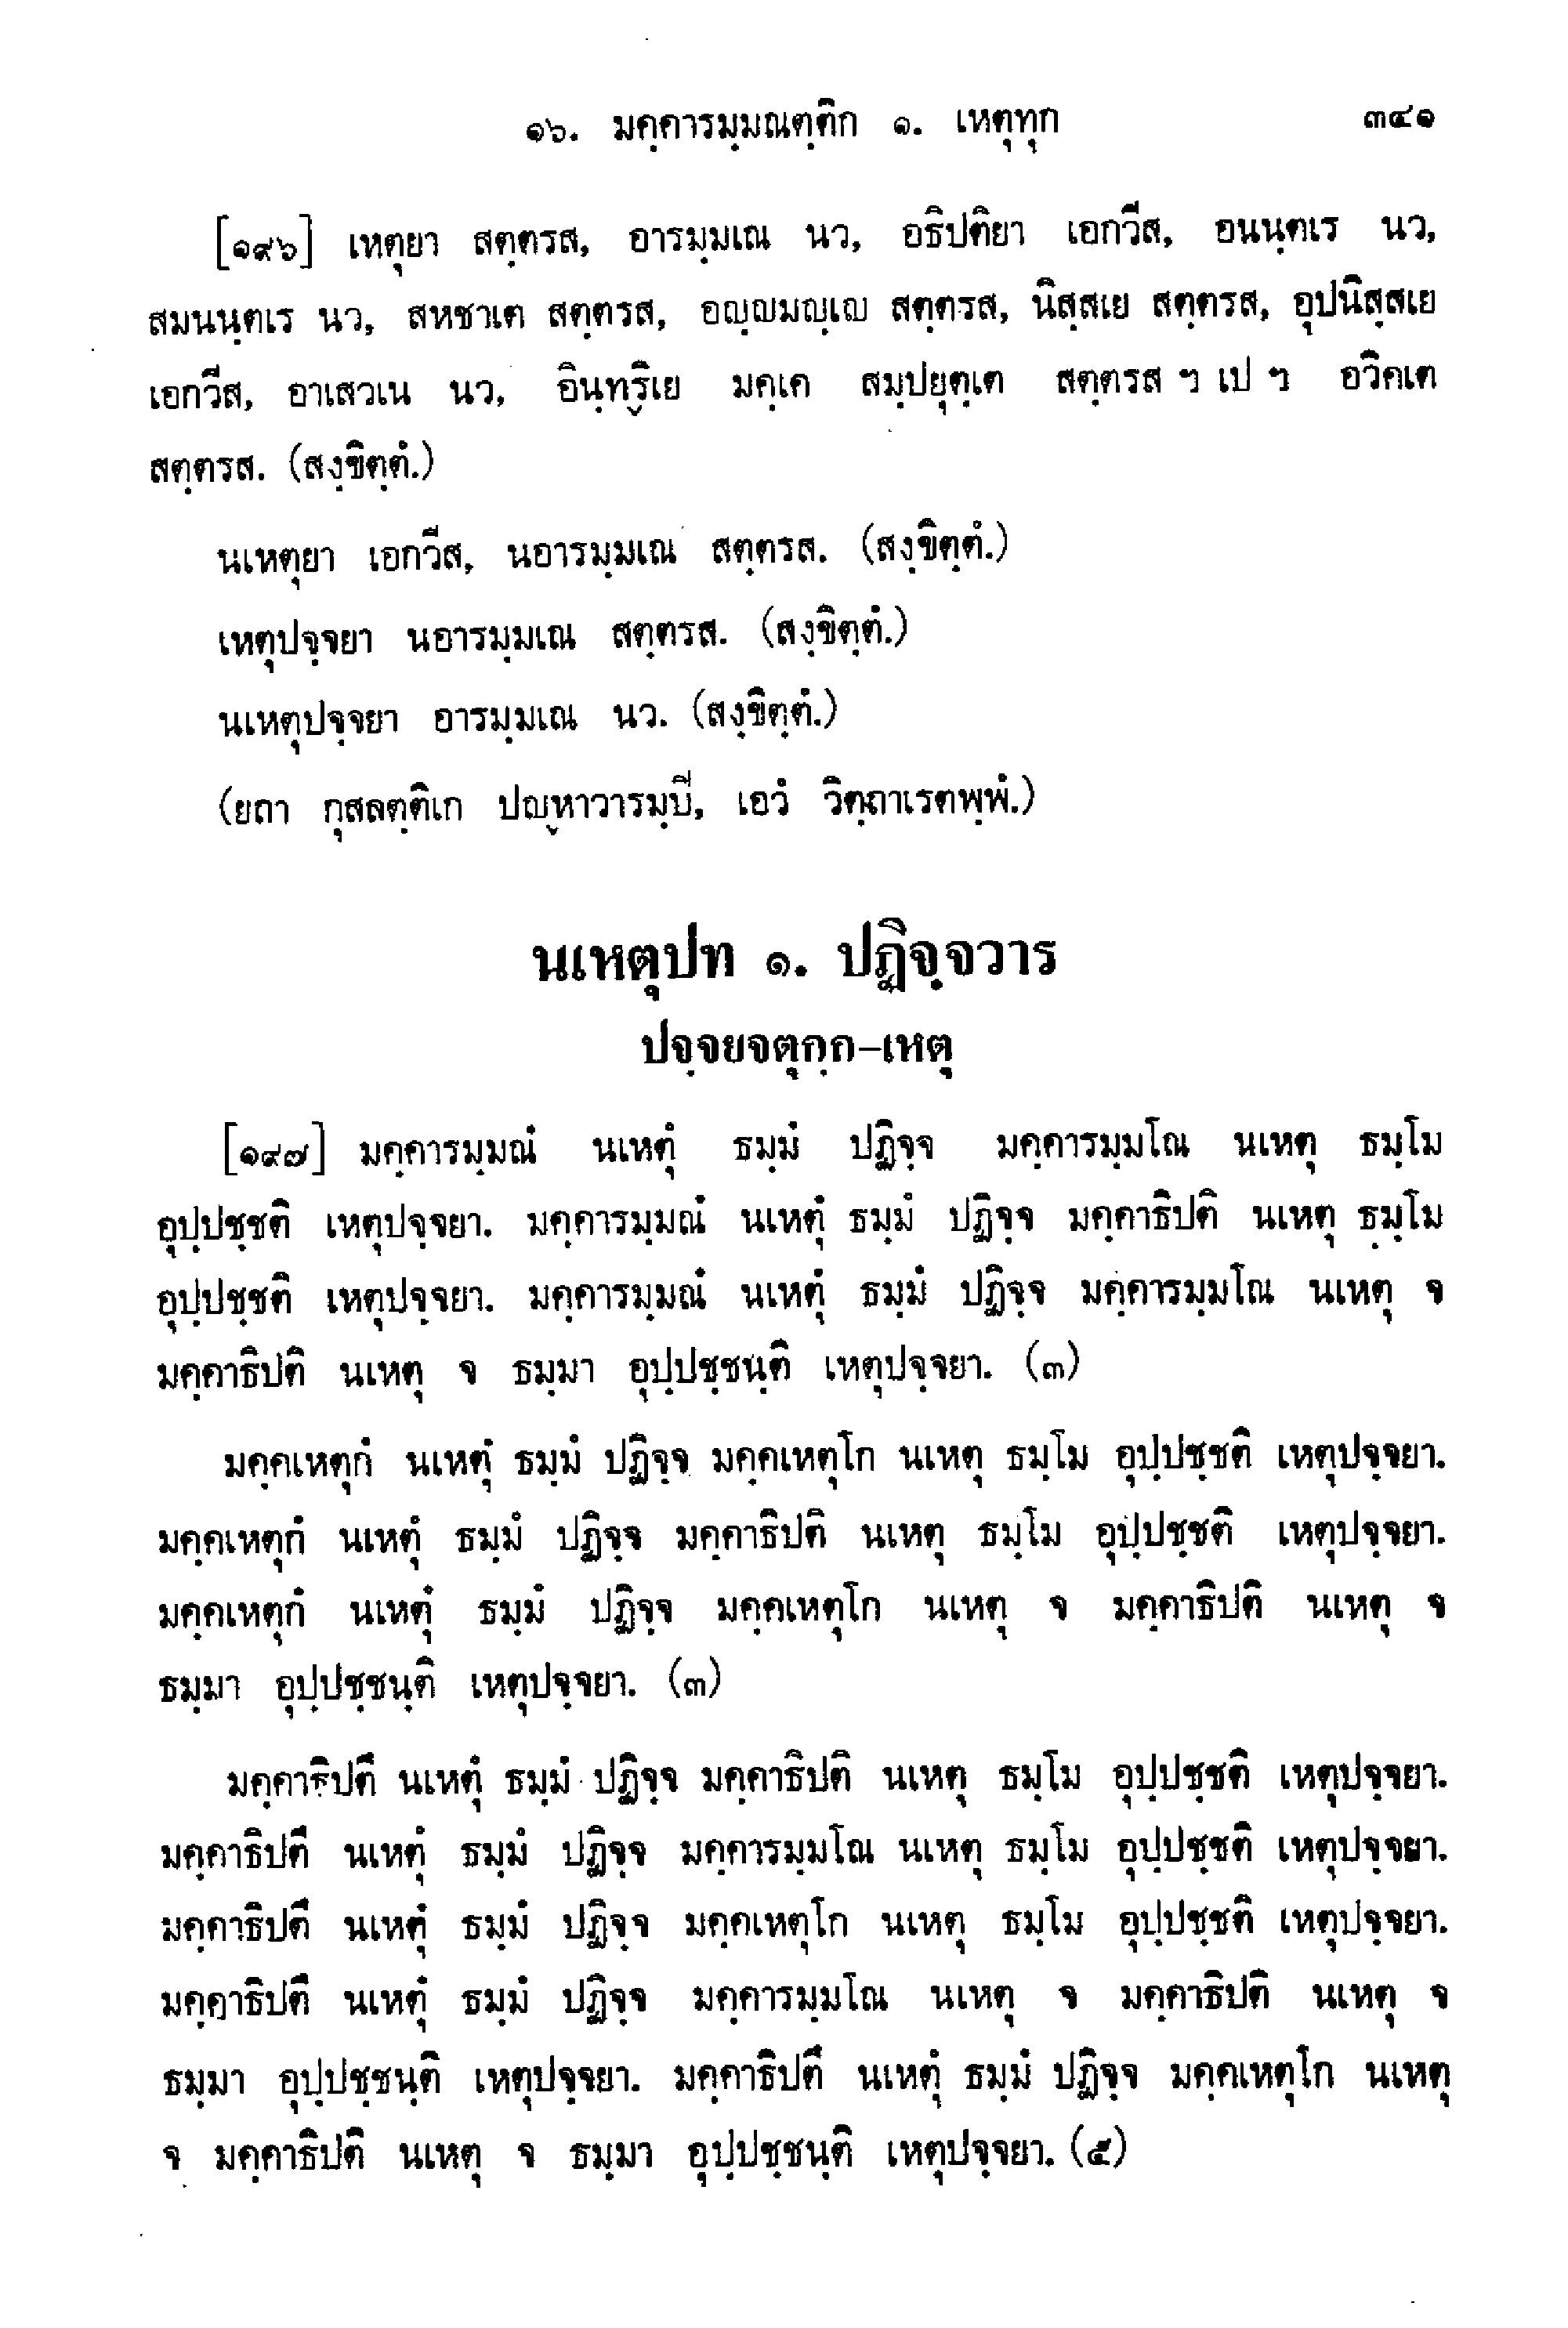 ๑๖. มคฺคารมฺมณตฺติก ๑. เหตุทุก ๓๔๑
[๑๙๖] เหตุยา สตฺตรส, อารมฺมเณ นว, อธิปติยา เอกวีส, อนนฺตเร นว,
สมนนฺตเร นว, สหชาเต สตฺตรส, อญฺญมญฺเญ สตฺตรส, นิสฺสเย สตฺตรส, อุปนิสฺสเย
เอกวีส, อาเสวเน นว, อินฺทฺริเย มคฺเค สมฺปยุตฺเต สตฺตรส ฯ เป ฯ อวิคเต
สตฺตรส. (สงฺขิตฺตํ.)
นเหตุยา เอกวีส, นอารมฺมเณ สตฺตรส. (สงฺขิตฺตํ.)
เหตุปจฺจยา นอารมฺมเณ สตฺตรส. (สงฺขิตฺตํ.)
นเหตุปจฺจยา อารมฺมเณ นว. (สงฺขิตฺตํ.)
(ยถา กุสลตฺติเก ปญฺหาวารมฺปิ, เอวํ วิตฺถาเรตพฺพํ.)
นเหตุปท ๑. ปฏิจฺจวาร
ปจฺจยจตุกฺก-เหตุ
[๑๙๗] มคฺคารมฺมณํ นเหตุํ ธมฺมํ ปฏิจฺจ มคฺคารมฺมโณ นเหตุ ธมฺโม
อุปฺปชฺชติ เหตุปจฺจยา. มคฺคารมฺมณํ นเหตุํ ธมฺมํ ปฏิจฺจ มคฺคาธิปติ นเหตุ ธมฺโม
อุปฺปชฺชติ เหตุปจฺจยา. มคฺคารมฺมณํ นเหตุํ ธมฺมํ ปฏิจฺจ มคฺคารมฺมโณ นเหตุ จ
มคฺคาธิปติ นเหตุ จ ธมฺมา อุปฺปชฺชนฺติ เหตุปจฺจยา. (๓)
มคฺคเหตุกํ นเหตุํ ธมฺมํ ปฏิจฺจ มคฺคเหตุโก นเหตุ ธมฺโม อุปฺปชฺชติ เหตุปจฺจยา.
มคฺคเหตุกํ นเหตุํ ธมฺมํ ปฏิจฺจ มคฺคาธิปติ นเหตุ ธมฺโม อุปฺปชฺชติ เหตุปจฺจยา.
มคฺคเหตุกํ นเหตุํ ธมฺมํ ปฏิจฺจ มคฺคเหตุโก นเหตุ จ มคฺคาธิปติ นเหตุ จ
ธมฺมา อุปฺปชฺชนฺติ เหตุปจฺจยา. (๓)
มคฺคาธิปตึ นเหตุํ ธมฺมํ ปฏิจฺจ มคฺคาธิปติ นเหตุ ธมฺโม อุปฺปชฺชติ เหตุปจฺจยา.
มคฺคาธิปตึ นเหตุํ ธมฺมํ ปฏิจฺจ มคฺคารมฺมโณ นเหตุ ธมฺโม อุปฺปชฺชติ เหตุปจฺจยา.
มคฺคาธิปตึ นเหตุํ ธมฺมํ ปฏิจฺจ มคฺคเหตุโก นเหตุ ธมฺโม อุปฺปชฺชติ เหตุปจฺจยา.
มคฺคาธิปตึ นเหตุํ ธมฺมํ ปฏิจฺจ มคฺคารมฺมโณ นเหตุ จ มคฺคาธิปติ นเหตุ จ
ธมฺมา อุปฺปชฺชนฺติ เหตุปจฺจยา. มคฺคาธิปตึ นเหตุํ ธมฺมํ ปฏิจฺจ มคฺคเหตุโก นเหตุ
จ มคฺคาธิปติ นเหตุ จ ธมฺมา อุปฺปชฺชนฺติ เหตุปจฺจยา. (๕)